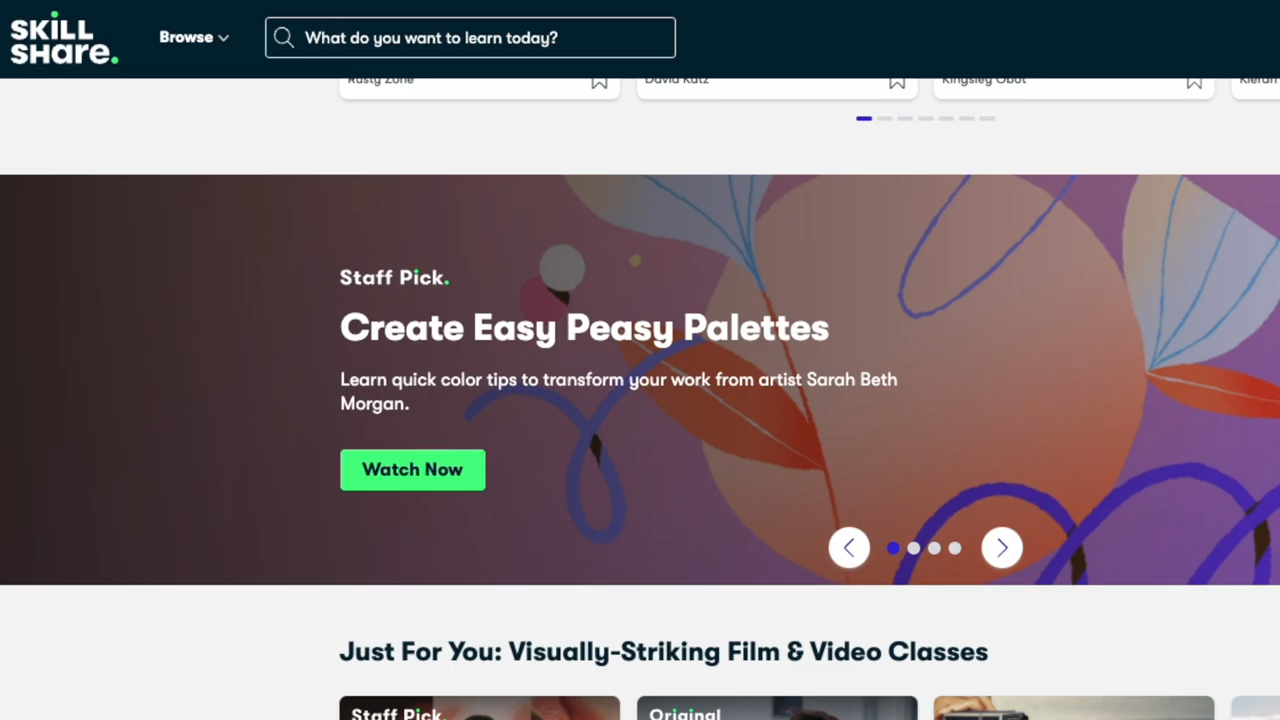 SKILL
SHare.
Browse
What do you want to learn today?
Rusty Zone
David Katz
Kingsley Obot
Kieran
Staff Pick.
Create Easy Peasy Palettes
Learn quick color tips to transform your work from artist Sarah Beth
Morgan.
Watch Now
Just For You: Visually-Striking Film & Video Classes
Staff Pick.
Original